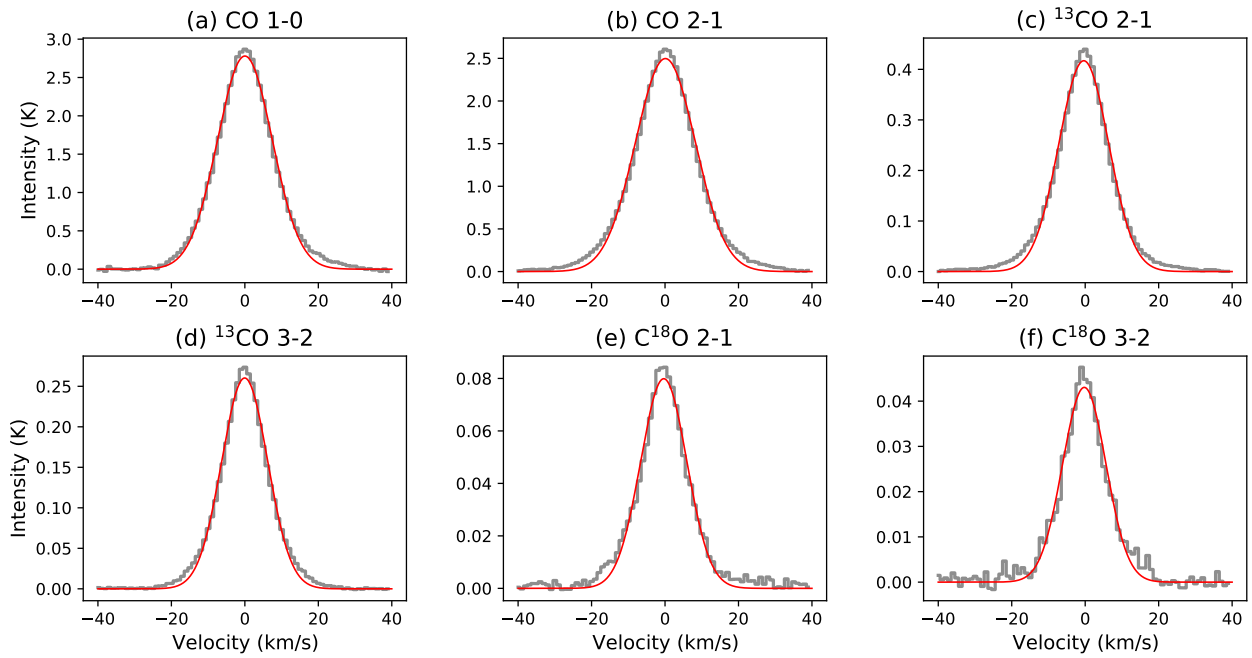 (a) CO 1-0
(b) CO 2-1
(c) ¹³CO 2-1
Intensity (K)
3.0
2.5
2.0
1.5
1.0
0.5
0.0
−40 −20 0 20 40
2.5
2.0
1.5
1.0
0.5
0.0
−40 −20 0 20 40
0.4
0.3
0.2
0.1
0.0
−40 −20 0 20 40
(d) ¹³CO 3-2
(e) C¹⁸O 2-1
(f) C¹⁸O 3-2
Intensity (K)
0.25
0.20
0.15
0.10
0.05
0.00
−40 −20 0 20 40
Velocity (km/s)
0.08
0.06
0.04
0.02
0.00
−40 −20 0 20 40
Velocity (km/s)
0.04
0.03
0.02
0.01
0.00
−40 −20 0 20 40
Velocity (km/s)